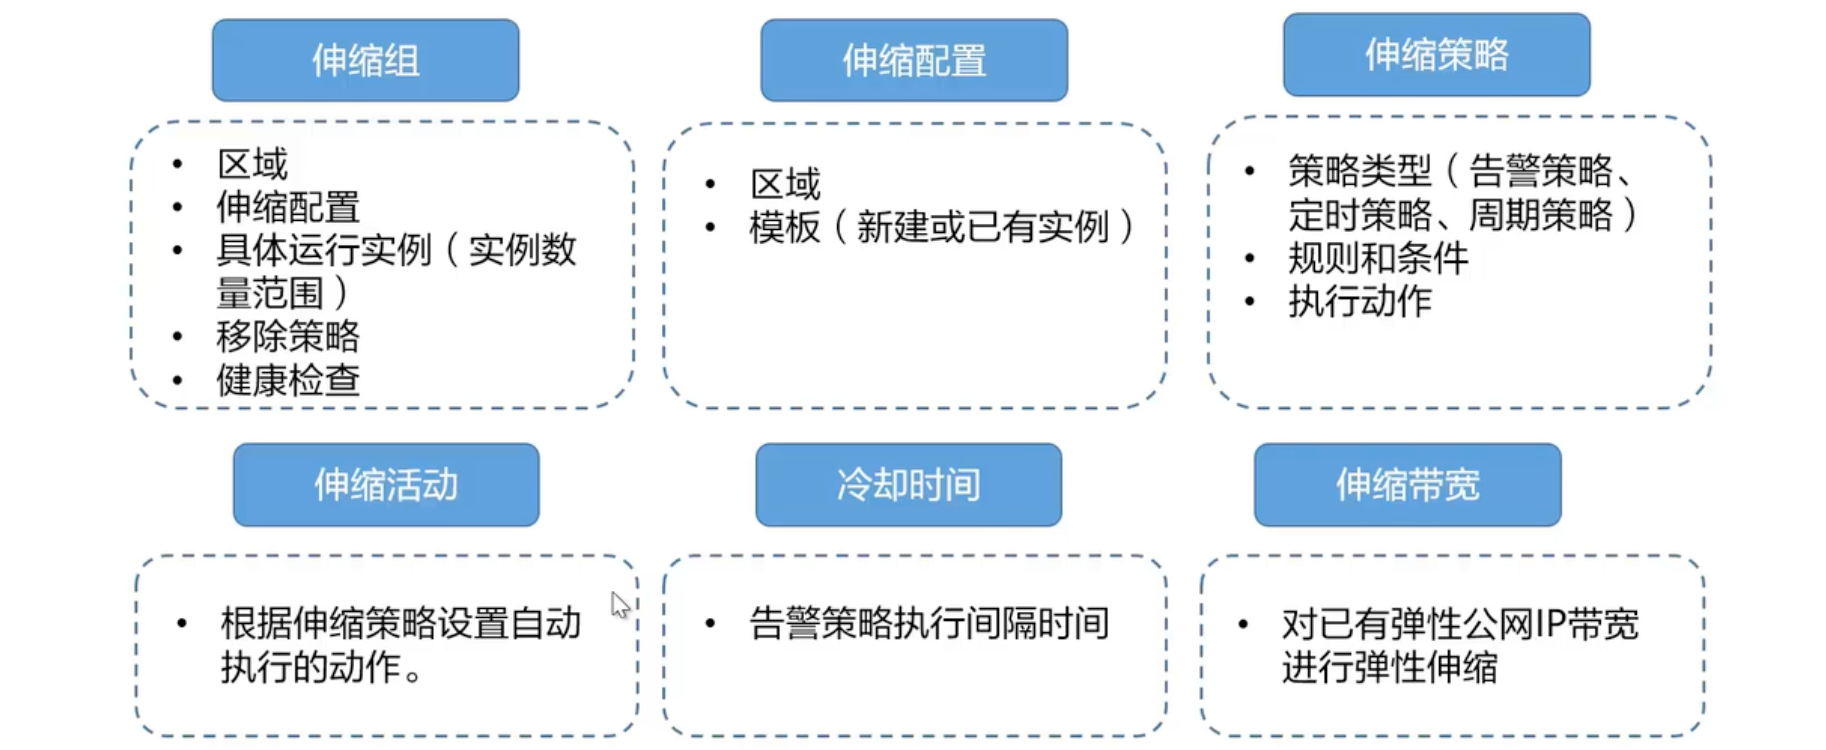 伸缩组
• 区域
• 伸缩配置
• 具体运行实例（实例数
量范围）
• 移除策略
• 健康检查
伸缩配置
• 区域
• 模板（新建或已有实例）
伸缩策略
• 策略类型（告警策略、
定时策略、周期策略）
• 规则和条件
• 执行动作
伸缩活动
• 根据伸缩策略设置自动
执行的动作。
冷却时间
• 告警策略执行间隔时间
伸缩带宽
• 对已有弹性公网IP带宽
进行弹性伸缩